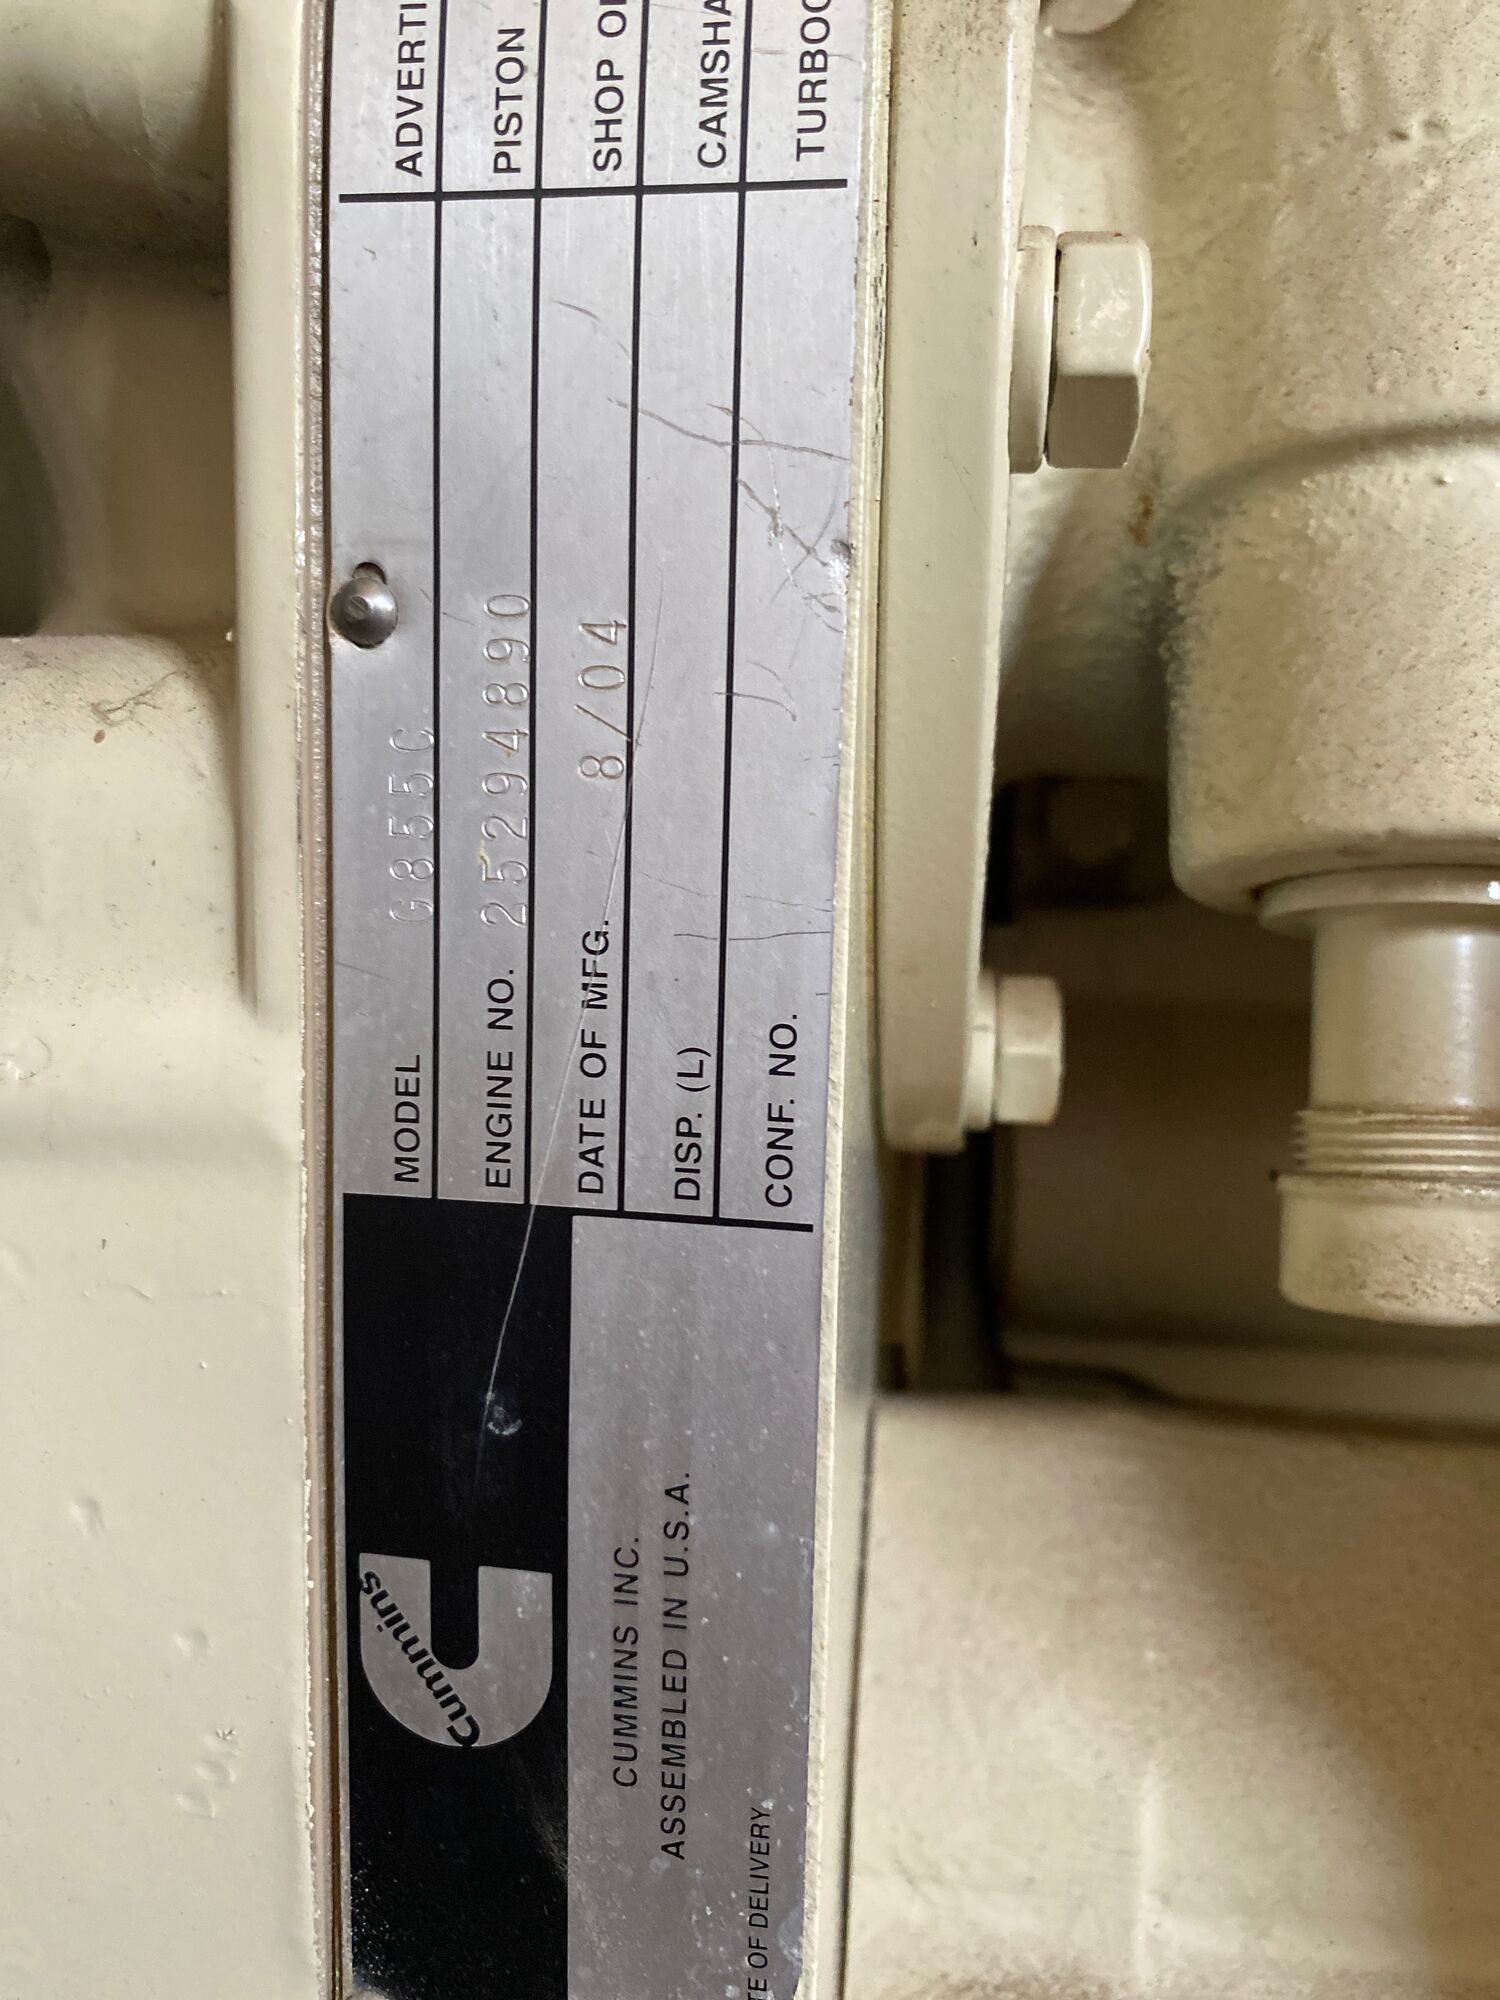 Cummins
CUMMINS INC.
ASSEMBLED IN U.S.A.
TE OF DELIVERY
MODEL G855C
ENGINE NO. 25294890
DATE OF MFG. 8/04
DISP. (L)
CONF. NO.
ADVERTI
PISTON
SHOP O
CAMSHA
TURBOC